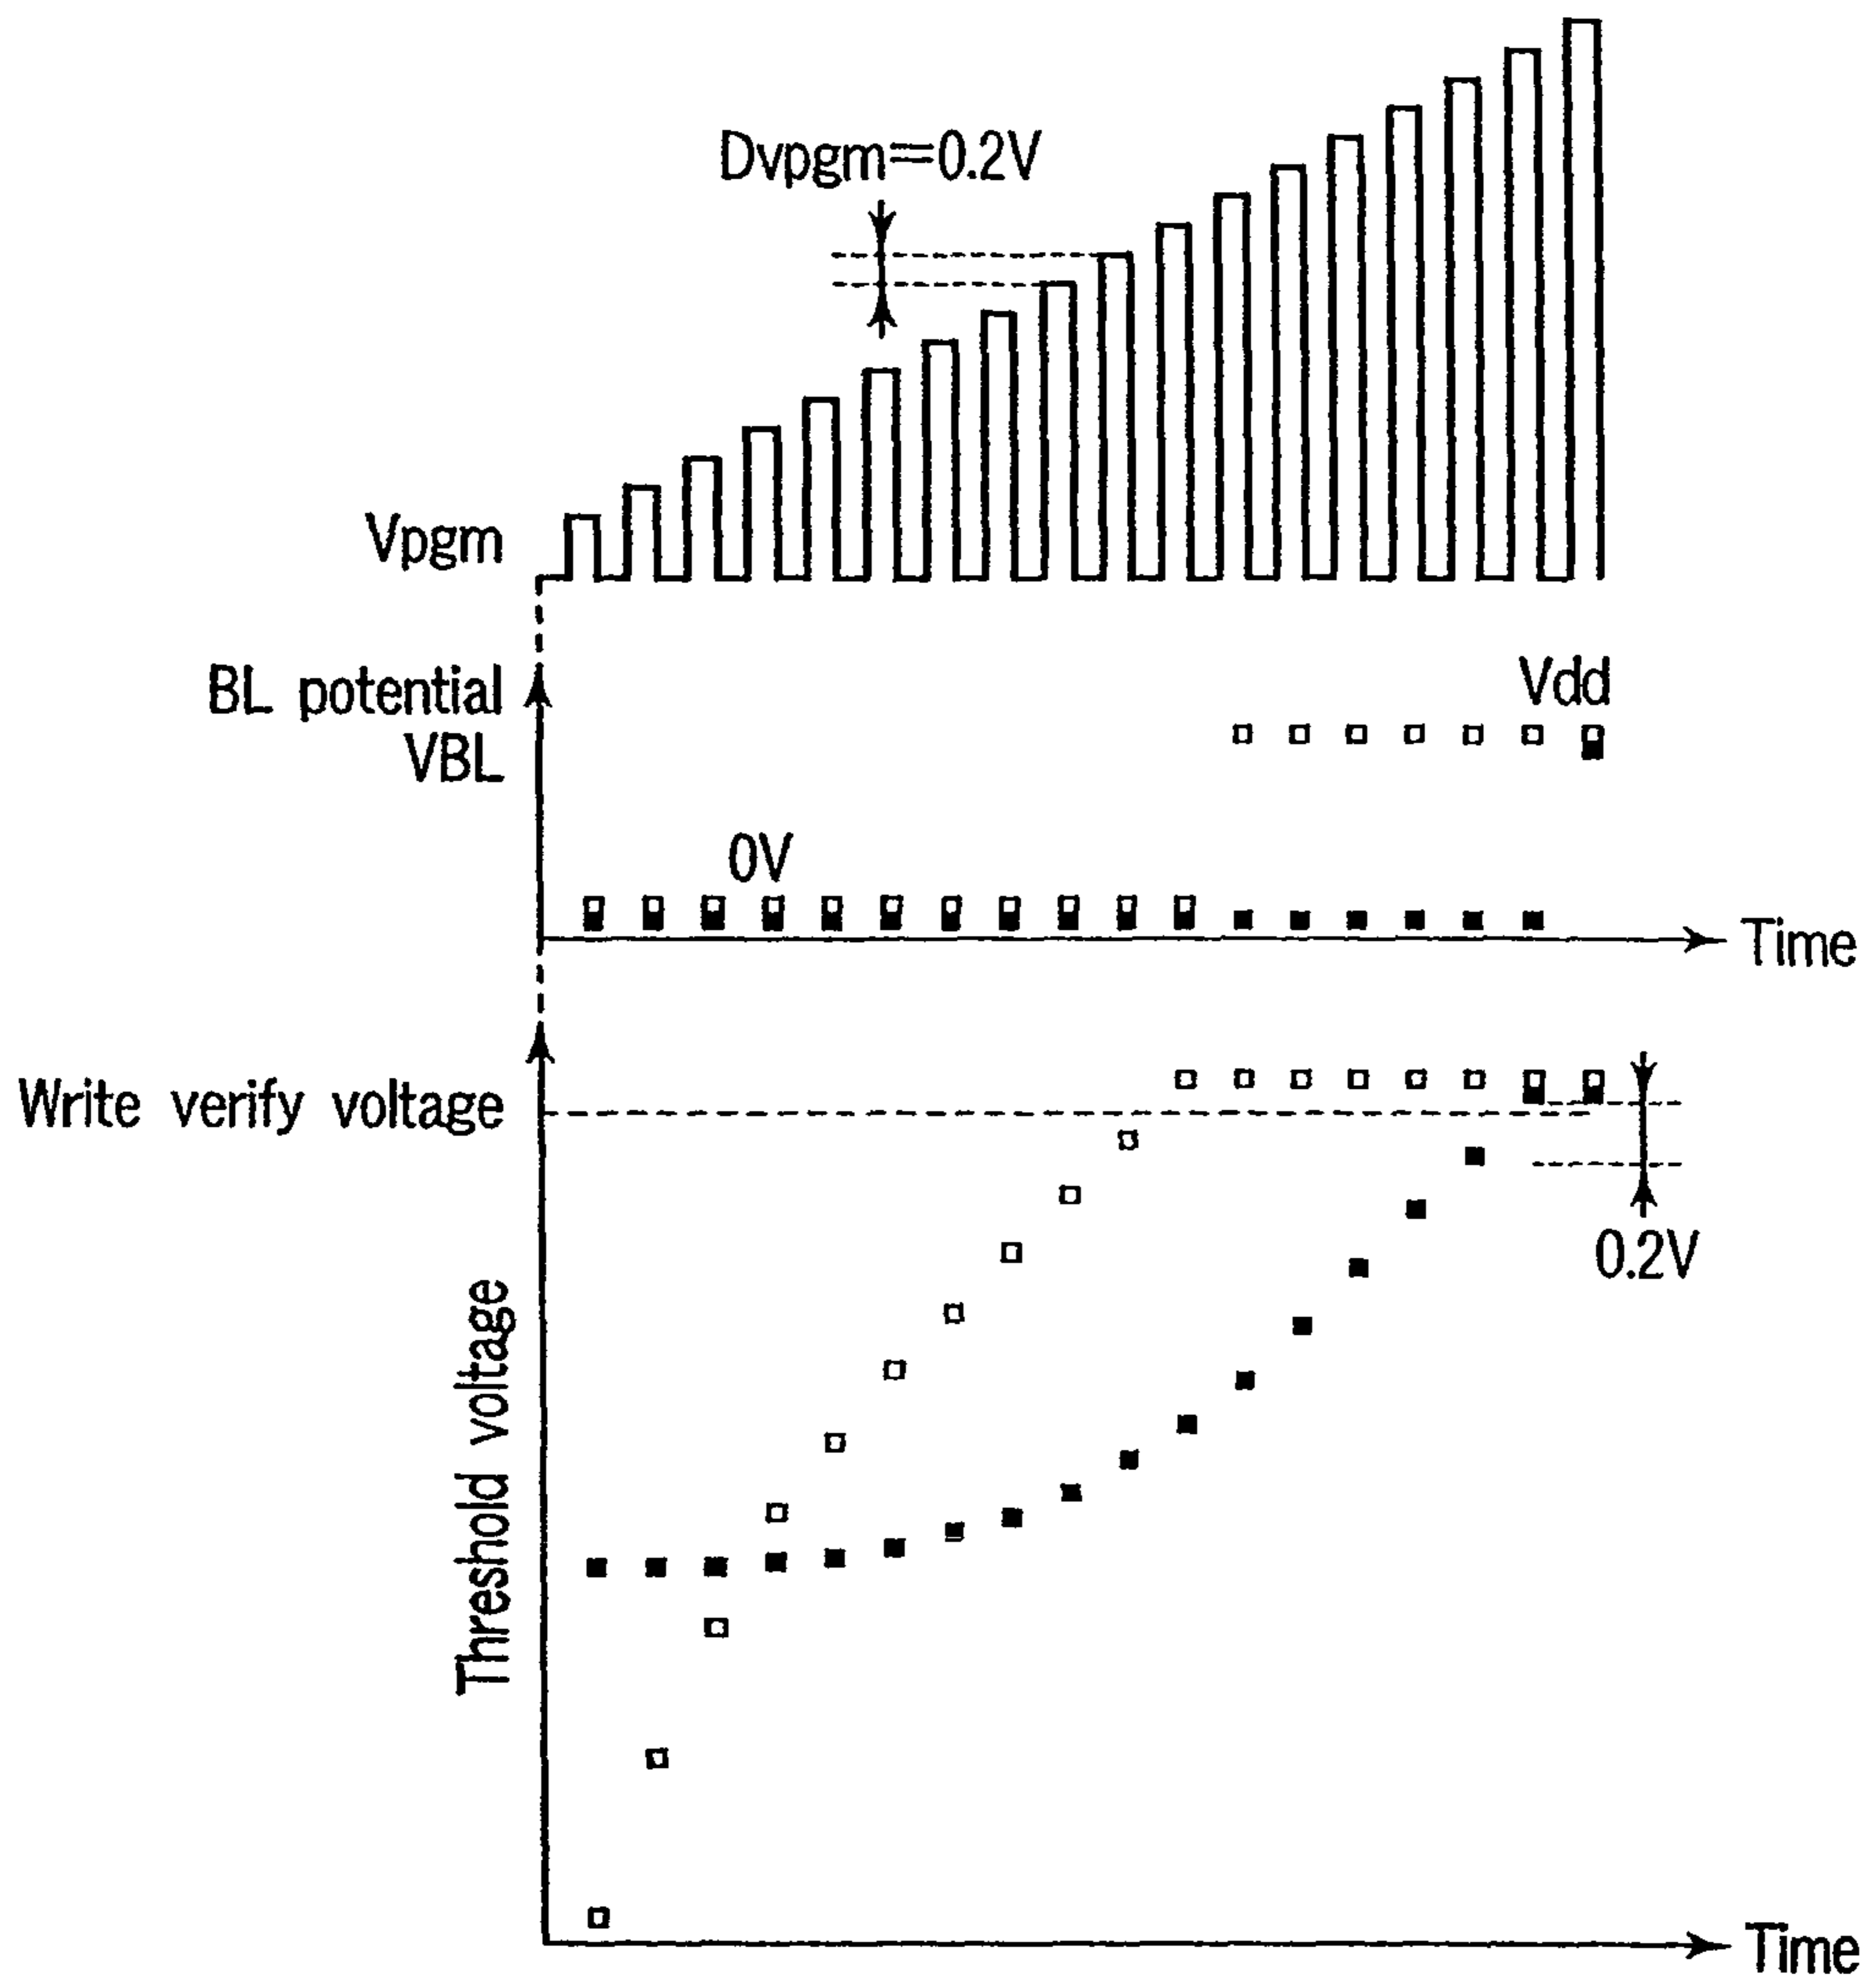 Dvpgm=0.2V
Vpgm
BL potential
VBL
Vdd
0V
Time
Write verify voltage
0.2V
Threshold voltage
Time